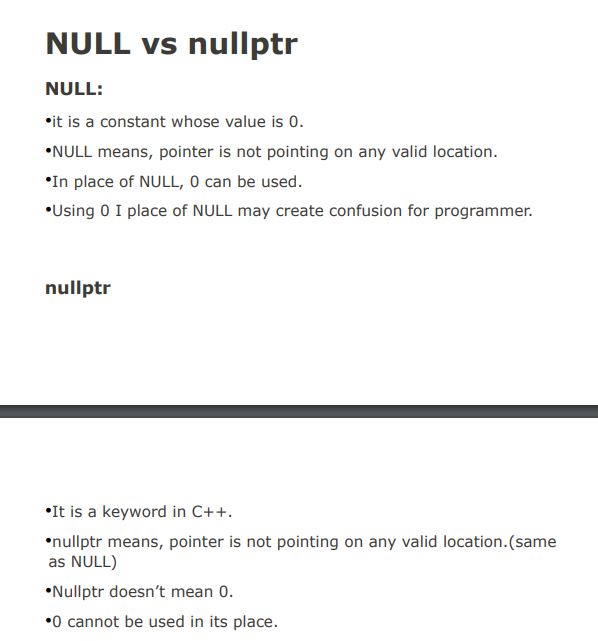 NULL vs nullptr
NULL:
•it is a constant whose value is 0.
•NULL means, pointer is not pointing on any valid location.
•In place of NULL, 0 can be used.
•Using 0 I place of NULL may create confusion for programmer.
nullptr
•It is a keyword in C++.
•nullptr means, pointer is not pointing on any valid location.(same
as NULL)
•Nullptr doesn’t mean 0.
•0 cannot be used in its place.